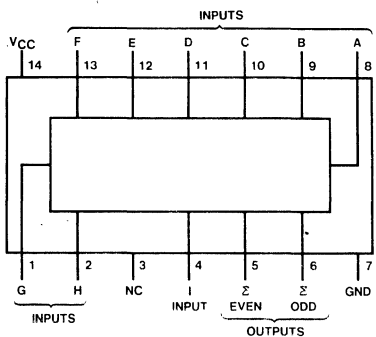 INPUTS
VCC F E D C B A
14 13 12 11 10 9 8
1 2 3 4 5 6 7
G H NC I Σ Σ GND
INPUT EVEN ODD
INPUTS OUTPUTS